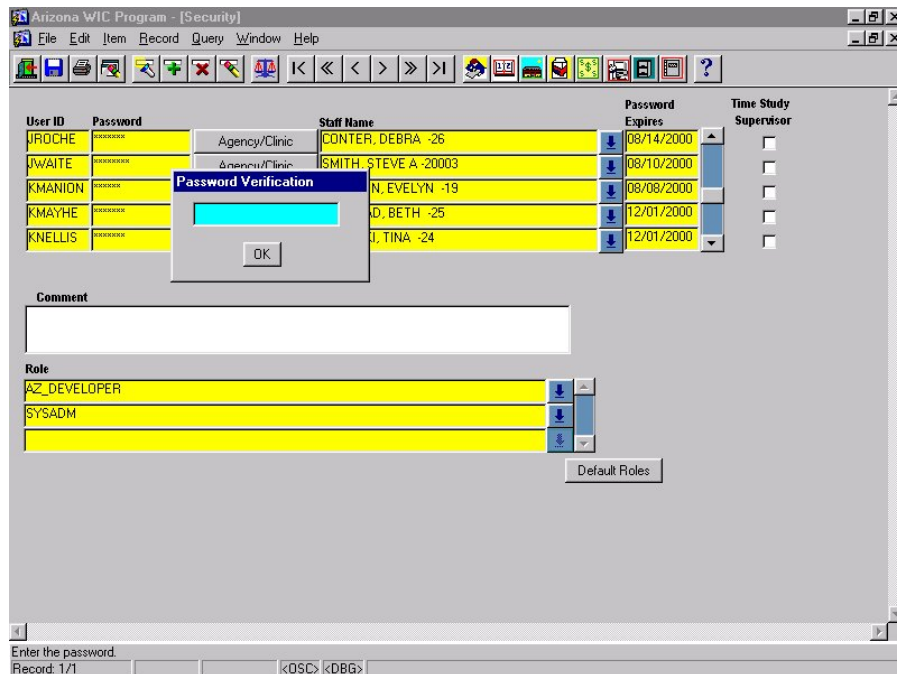 Arizona WIC Program - [Security]
File Edit Item Record Query Window Help
User ID Password Staff Name Password Expires Time Study Supervisor
JROCHE ******* Agency/Clinic CONTER, DEBRA -26 08/14/2000
JWAITE ******** Agency/Clinic SMITH, STEVE A -20003 08/10/2000
KMANION ****** N, EVELYN -19 08/08/2000
KMAYHE ******* D, BETH -25 12/01/2000
KNELLIS ******* I, TINA -24 12/01/2000
Password Verification
OK
Comment
Role
AZ_DEVELOPER
SYSADM
Default Roles
Enter the password.
Record: 1/1 <OSC> <DBG>